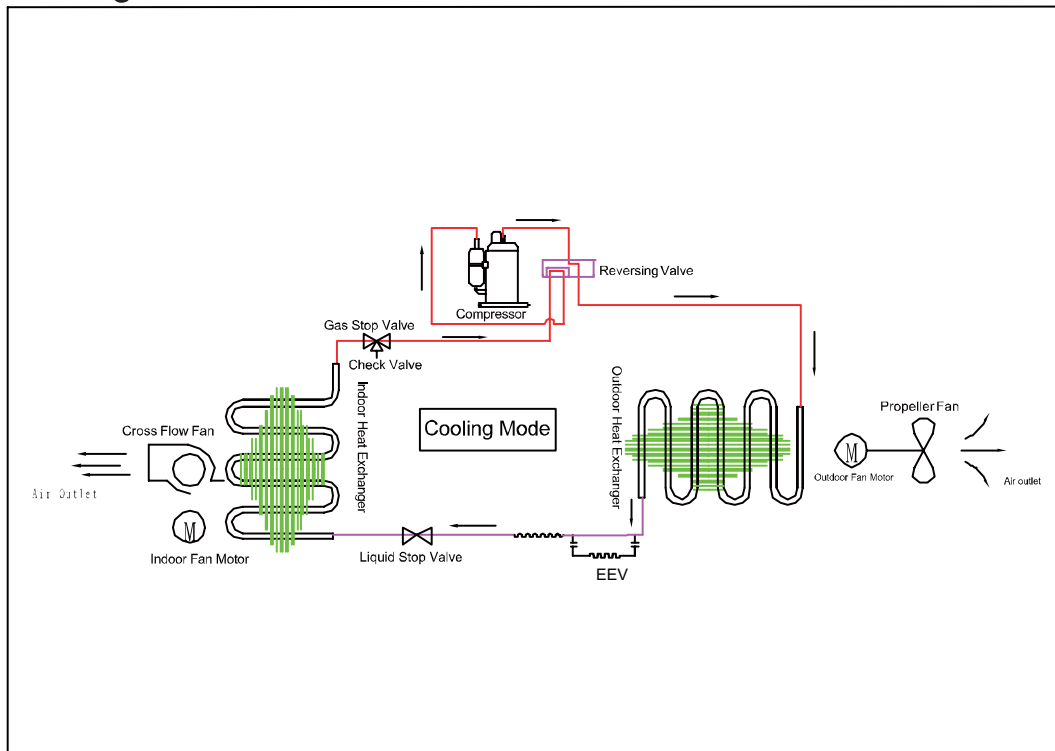 Reversing Valve
Compressor
Gas Stop Valve
Check Valve
Indoor Heat Exchanger
Outdoor Heat Exchanger
Cooling Mode
Cross Flow Fan
Air Outlet
M
Indoor Fan Motor
Liquid Stop Valve
EEV
Propeller Fan
M
Outdoor Fan Motor
Air outlet